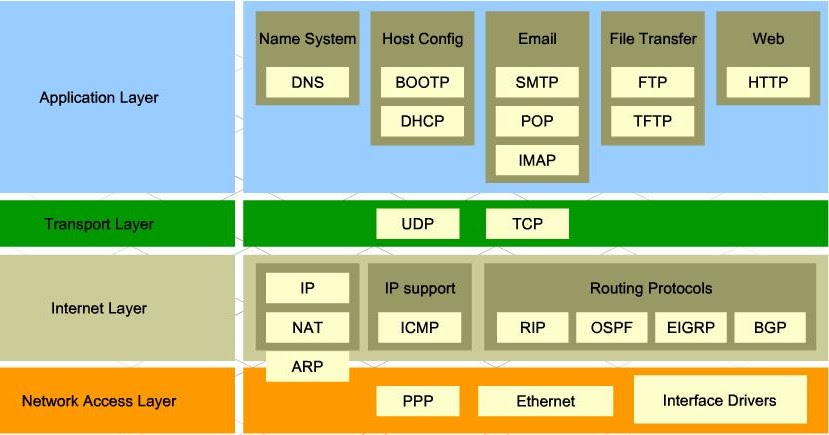 Application Layer
Name System
DNS
Host Config
BOOTP
DHCP
Email
SMTP
POP
IMAP
File Transfer
FTP
TFTP
Web
HTTP
Transport Layer
UDP
TCP
Internet Layer
IP
NAT
ARP
IP support
ICMP
Routing Protocols
RIP
OSPF
EIGRP
BGP
Network Access Layer
PPP
Ethernet
Interface Drivers